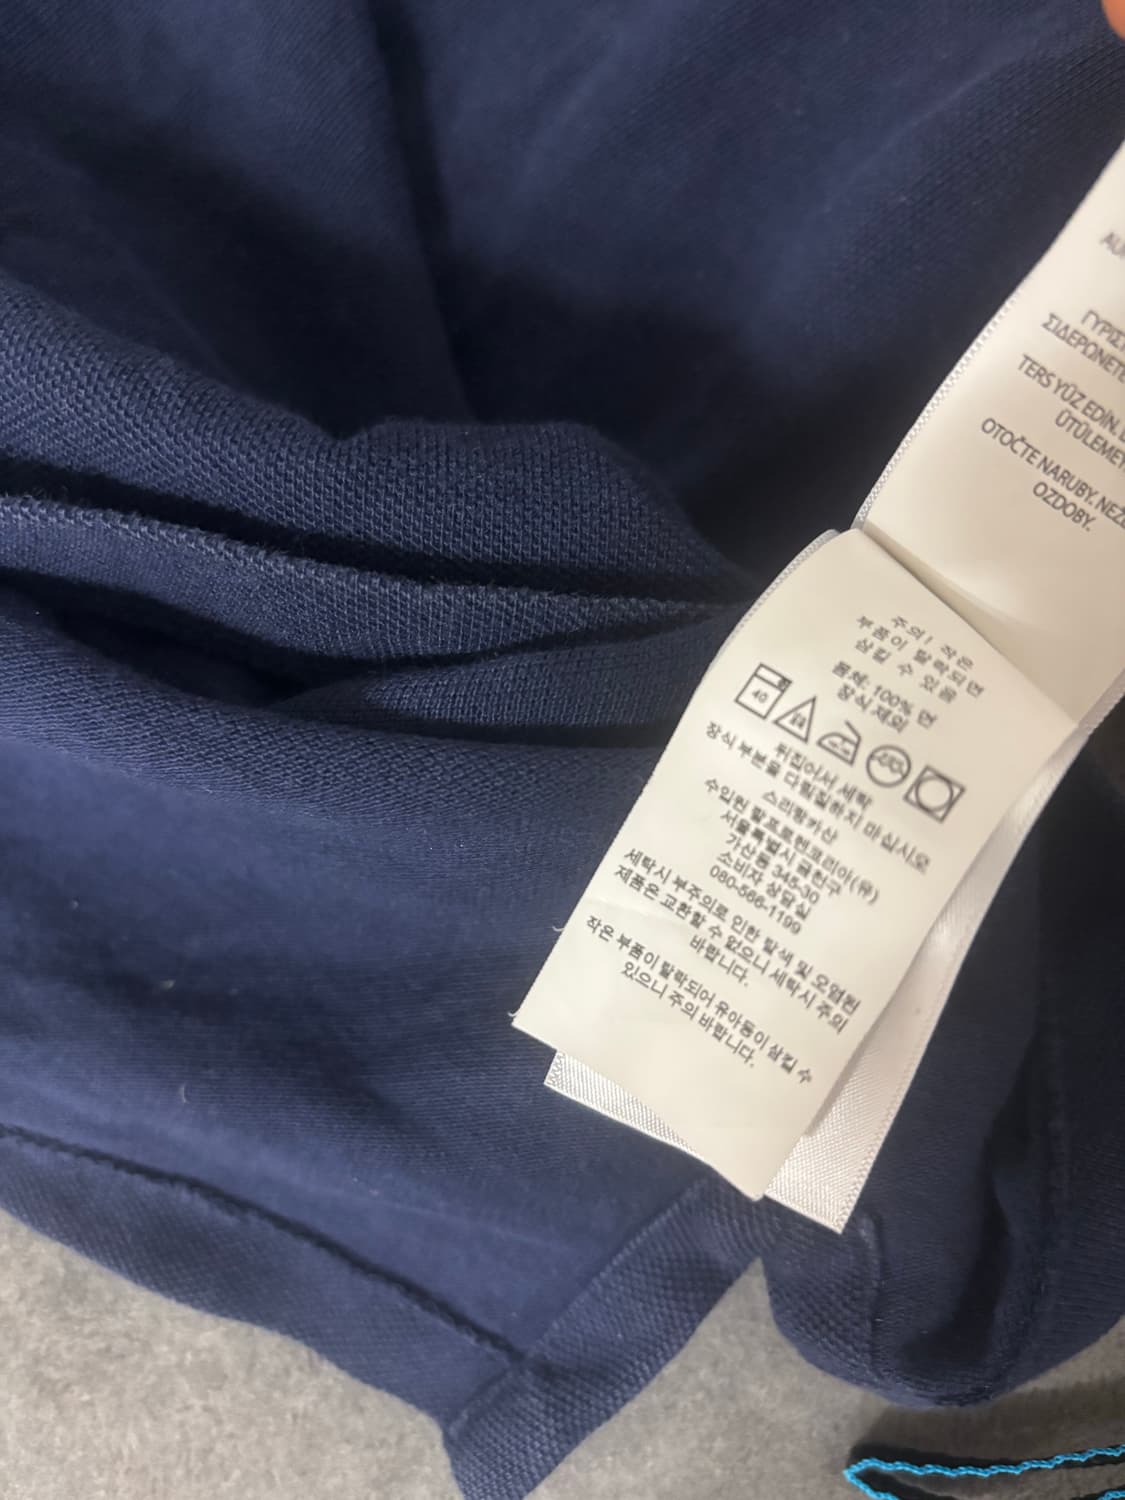 ΓΥΡΙΣ
ΣΙΔΕΡΩΝΕΤΕ
TERS YÜZ EDİN.
ÜTÜLEMEY
OTOČTE NARUBY. NEŽE
OZDOBY.
주의! 작은
부품이 탈락되면
삼킬 수 있음
몸체. 100% 면
장식 제외
40
뒤집어서 세탁
장식 부분을 다림질하지 마십시오
스리랑카산
수입원 랄프로렌코리아(유)
서울특별시 금천구
가산동 345-30
소비자 상담실
080-566-1199
세탁시 부주의로 인한 탈색 및 오염된
제품은 교환할 수 없으니 세탁시 주의
바랍니다.
작은 부품이 탈락되어 유아동이 삼킬 수
있으니 주의 바랍니다.